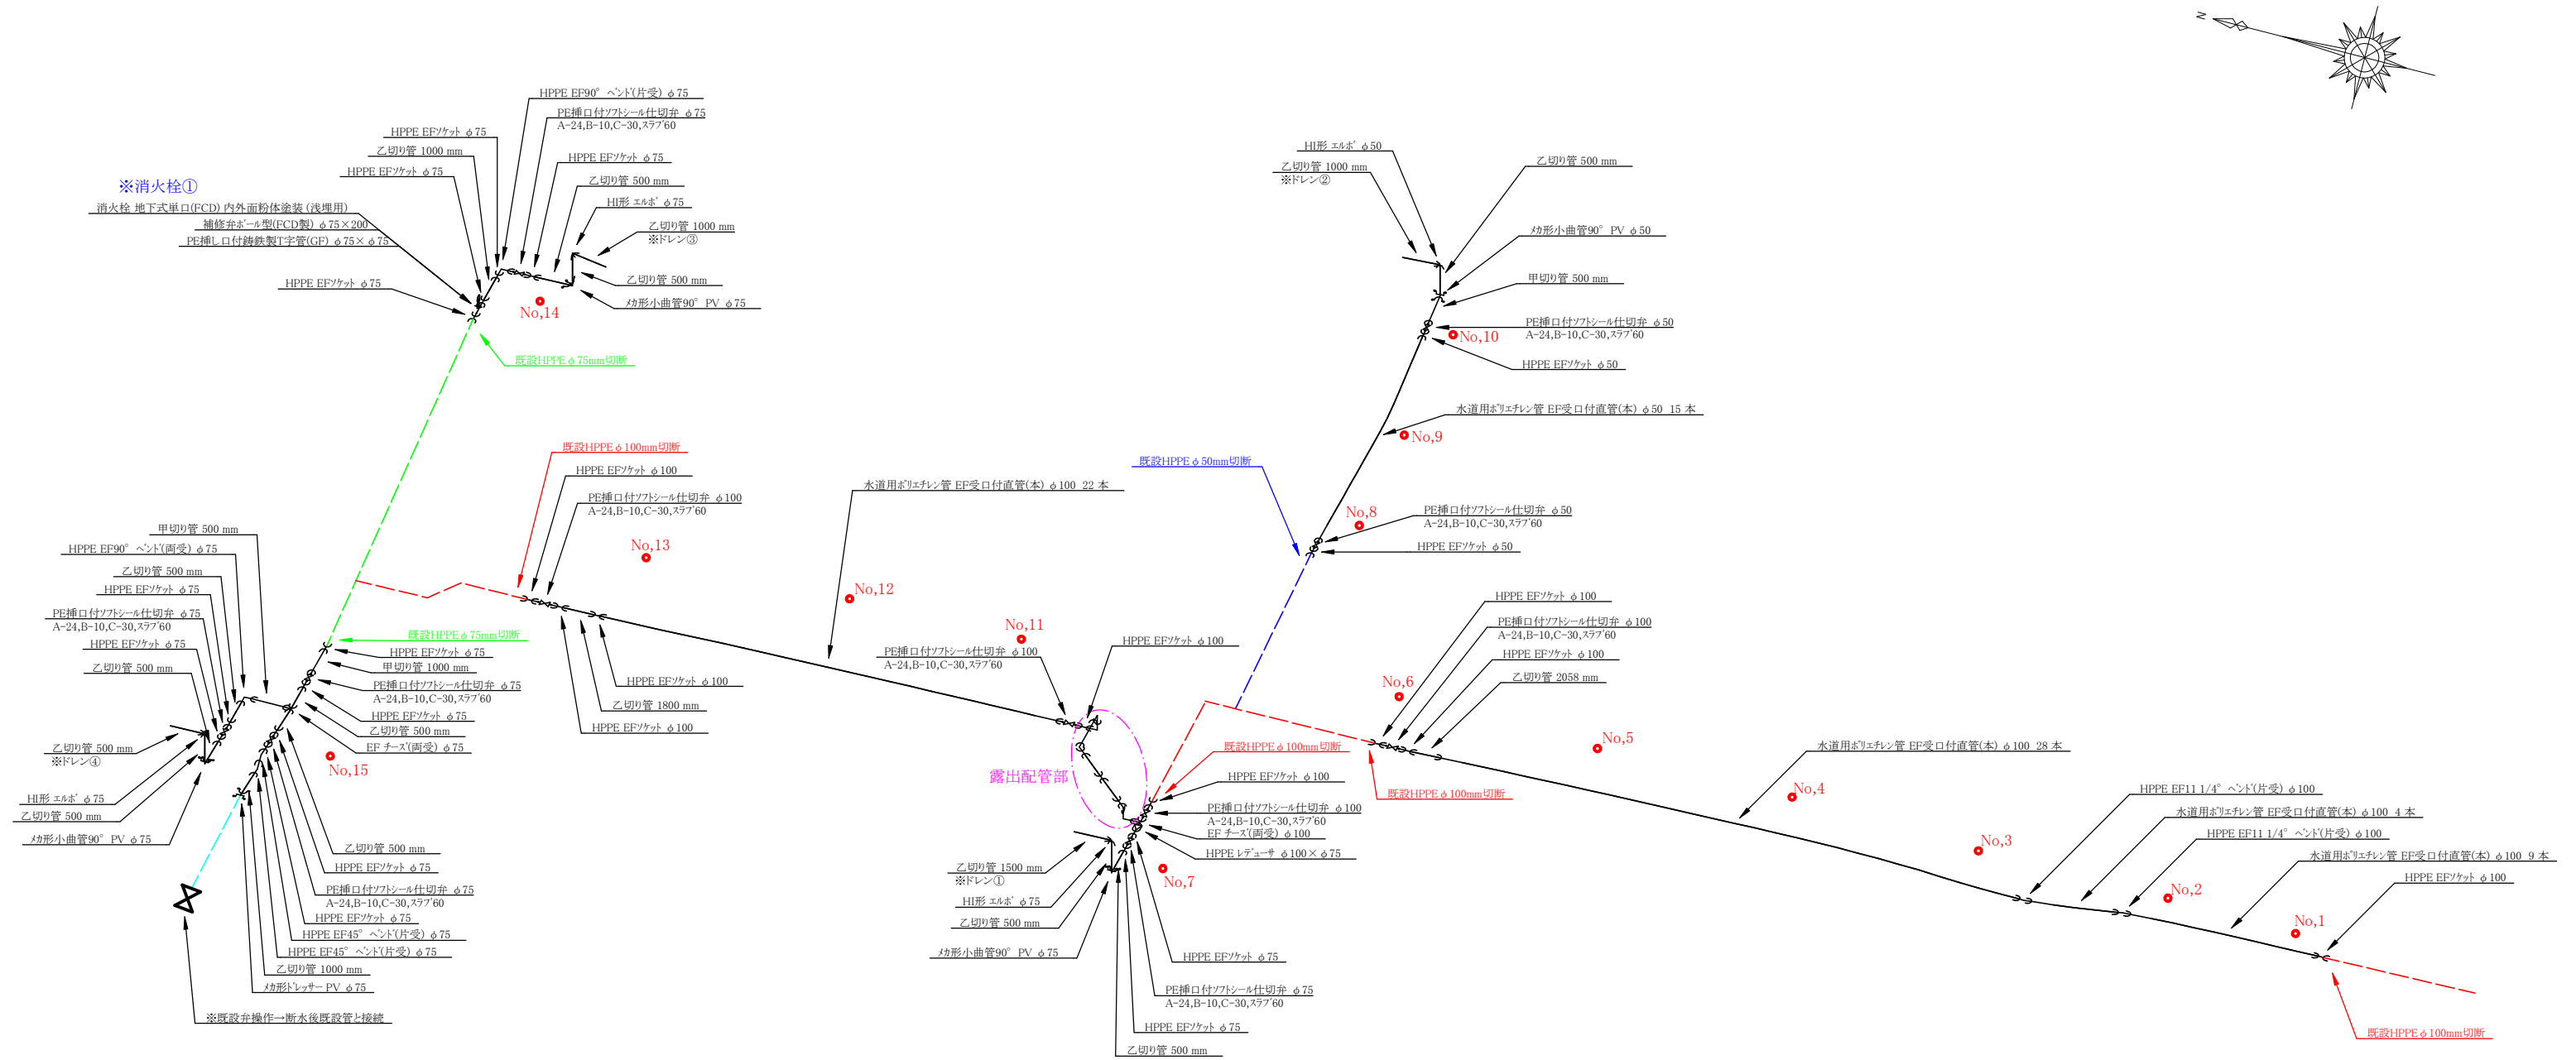 N
HPPE EF90° ﾍﾞﾝﾄﾞ(片受) φ75
PE挿口付ｿﾌﾄｼｰﾙ仕切弁 φ75
A-24,B-10,C-30,ｽﾗﾌﾞ60
HPPE EFｿｹｯﾄ φ75
乙切り管 1000 mm
HPPE EFｿｹｯﾄ φ75
HPPE EFｿｹｯﾄ φ75
乙切り管 500 mm
HI形 ｴﾙﾎﾞ φ75
乙切り管 1000 mm
※ドレン③
※消火栓①
消火栓 地下式単口(FCD) 内外面粉体塗装 (浅埋用)
補修弁ﾎﾞｰﾙ型(FCD製) φ75×200
PE挿し口付鋳鉄製T字管(GF) φ75×φ75
HPPE EFｿｹｯﾄ φ75
乙切り管 500 mm
ﾒｶ形小曲管90° PV φ75
No,14
既設HPPEφ75mm切断
HI形 ｴﾙﾎﾞ φ50
乙切り管 1000 mm
※ドレン②
乙切り管 500 mm
ﾒｶ形小曲管90° PV φ50
甲切り管 500 mm
PE挿口付ｿﾌﾄｼｰﾙ仕切弁 φ50
A-24,B-10,C-30,ｽﾗﾌﾞ60
No,10
HPPE EFｿｹｯﾄ φ50
水道用ﾎﾟﾘｴﾁﾚﾝ管 EF受口付直管(本) φ50 15 本
No,9
既設HPPEφ50mm切断
No,8
PE挿口付ｿﾌﾄｼｰﾙ仕切弁 φ50
A-24,B-10,C-30,ｽﾗﾌﾞ60
HPPE EFｿｹｯﾄ φ50
既設HPPEφ100mm切断
HPPE EFｿｹｯﾄ φ100
PE挿口付ｿﾌﾄｼｰﾙ仕切弁 φ100
A-24,B-10,C-30,ｽﾗﾌﾞ60
No,13
水道用ﾎﾟﾘｴﾁﾚﾝ管 EF受口付直管(本) φ100 22 本
No,12
No,11
PE挿口付ｿﾌﾄｼｰﾙ仕切弁 φ100
A-24,B-10,C-30,ｽﾗﾌﾞ60
HPPE EFｿｹｯﾄ φ100
HPPE EFｿｹｯﾄ φ100
乙切り管 1800 mm
HPPE EFｿｹｯﾄ φ100
甲切り管 500 mm
HPPE EF90° ﾍﾞﾝﾄﾞ(両受) φ75
乙切り管 500 mm
HPPE EFｿｹｯﾄ φ75
PE挿口付ｿﾌﾄｼｰﾙ仕切弁 φ75
A-24,B-10,C-30,ｽﾗﾌﾞ60
HPPE EFｿｹｯﾄ φ75
乙切り管 500 mm
乙切り管 500 mm
※ドレン④
HI形 ｴﾙﾎﾞ φ75
乙切り管 500 mm
ﾒｶ形小曲管90° PV φ75
既設HPPEφ75mm切断
HPPE EFｿｹｯﾄ φ75
甲切り管 1000 mm
PE挿口付ｿﾌﾄｼｰﾙ仕切弁 φ75
A-24,B-10,C-30,ｽﾗﾌﾞ60
HPPE EFｿｹｯﾄ φ75
乙切り管 500 mm
EF ﾁｰｽﾞ(両受) φ75
No,15
乙切り管 500 mm
HPPE EFｿｹｯﾄ φ75
PE挿口付ｿﾌﾄｼｰﾙ仕切弁 φ75
A-24,B-10,C-30,ｽﾗﾌﾞ60
HPPE EFｿｹｯﾄ φ75
HPPE EF45° ﾍﾞﾝﾄﾞ(片受) φ75
HPPE EF45° ﾍﾞﾝﾄﾞ(片受) φ75
乙切り管 1000 mm
ﾒｶ形ﾄﾞﾚｯｻｰ PV φ75
※既設弁操作→断水後既設管と接続
露出配管部
既設HPPEφ100mm切断
HPPE EFｿｹｯﾄ φ100
PE挿口付ｿﾌﾄｼｰﾙ仕切弁 φ100
A-24,B-10,C-30,ｽﾗﾌﾞ60
EF ﾁｰｽﾞ(両受) φ100
HPPE ﾚﾃﾞｭｰｻ φ100×φ75
No,7
乙切り管 1500 mm
※ドレン①
HI形 ｴﾙﾎﾞ φ75
乙切り管 500 mm
ﾒｶ形小曲管90° PV φ75
HPPE EFｿｹｯﾄ φ75
PE挿口付ｿﾌﾄｼｰﾙ仕切弁 φ75
A-24,B-10,C-30,ｽﾗﾌﾞ60
HPPE EFｿｹｯﾄ φ75
乙切り管 500 mm
HPPE EFｿｹｯﾄ φ100
PE挿口付ｿﾌﾄｼｰﾙ仕切弁 φ100
A-24,B-10,C-30,ｽﾗﾌﾞ60
HPPE EFｿｹｯﾄ φ100
乙切り管 2058 mm
No,6
No,5
既設HPPEφ100mm切断
水道用ﾎﾟﾘｴﾁﾚﾝ管 EF受口付直管(本) φ100 28 本
No,4
No,3
HPPE EF11 1/4° ﾍﾞﾝﾄﾞ(片受) φ100
水道用ﾎﾟﾘｴﾁﾚﾝ管 EF受口付直管(本) φ100 4 本
HPPE EF11 1/4° ﾍﾞﾝﾄﾞ(片受) φ100
水道用ﾎﾟﾘｴﾁﾚﾝ管 EF受口付直管(本) φ100 9 本
HPPE EFｿｹｯﾄ φ100
No,2
No,1
既設HPPEφ100mm切断